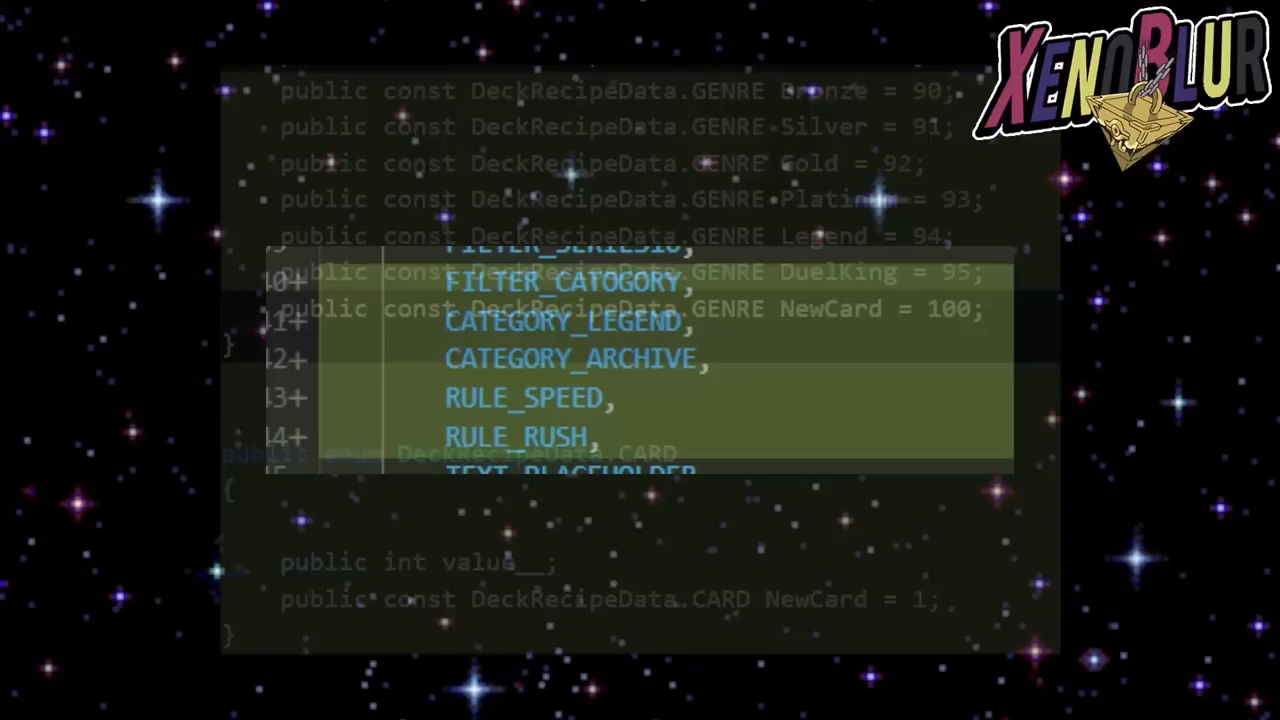 XENOBLUR
public const DeckRecipeData.GENRE Bronze = 90;
public const DeckRecipeData.GENRE Silver = 91;
public const DeckRecipeData.GENRE Gold = 92;
public const DeckRecipeData.GENRE Platinum = 93;
public const DeckRecipeData.GENRE Legend = 94;
FILTER_SERIES10,
public const DeckRecipeData.GENRE DuelKing = 95;
40+ FILTER_CATOGORY,
public const DeckRecipeData.GENRE NewCard = 100;
41+ CATEGORY_LEGEND,
}
42+ CATEGORY_ARCHIVE,
43+ RULE_SPEED,
44+ RULE_RUSH,
public enum DeckRecipeData.CARD
TEXT_PLACEHOLDER
{
public int value__;
public const DeckRecipeData.CARD NewCard = 1;
}